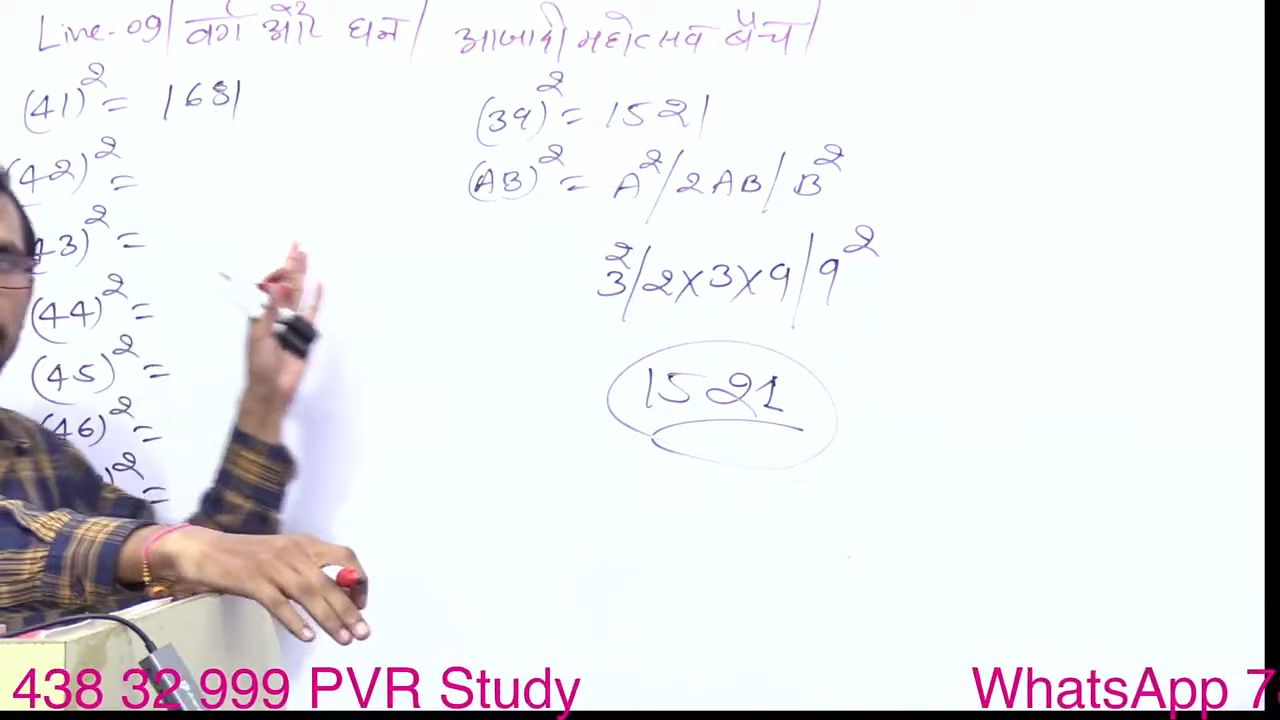 Live-09/ वर्ग और घन/ आजादी महोत्सव बैच/
(41)² = 1681
(42)² =
43)² =
(44)² =
(45)² =
(46)² =
)² =
(39)² = 1521
(AB)² = A²/2AB/B²
3²/2×3×9/9²
1521
438 32 999 PVR Study
WhatsApp 7